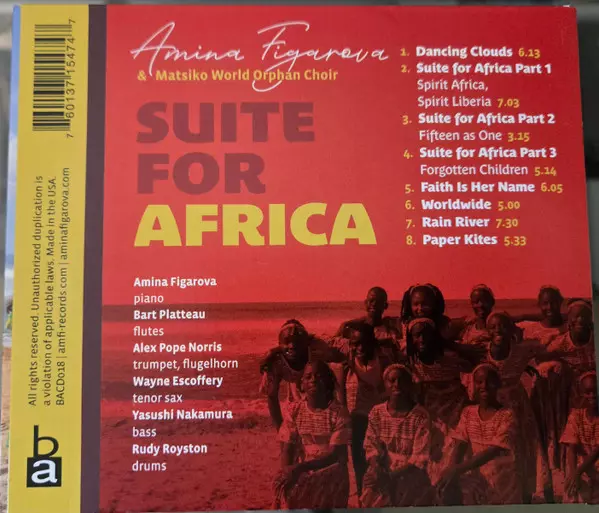 Amina Figarova
& Matsiko World Orphan Choir
SUITE
FOR
AFRICA
1. Dancing Clouds 6.13
2. Suite for Africa Part 1
Spirit Africa,
Spirit Liberia 7.03
3. Suite for Africa Part 2
Fifteen as One 3.15
4. Suite for Africa Part 3
Forgotten Children 5.14
5. Faith Is Her Name 6.05
6. Worldwide 5.00
7. Rain River 7.30
8. Paper Kites 5.33
Amina Figarova
piano
Bart Platteau
flutes
Alex Pope Norris
trumpet, flugelhorn
Wayne Escoffery
tenor sax
Yasushi Nakamura
bass
Rudy Royston
drums
7 60137 15474 7
All rights reserved. Unauthorized duplication is
a violation of applicable laws. Made in the USA.
BACD018 | amfi-records.com | aminafigarova.com
b
a